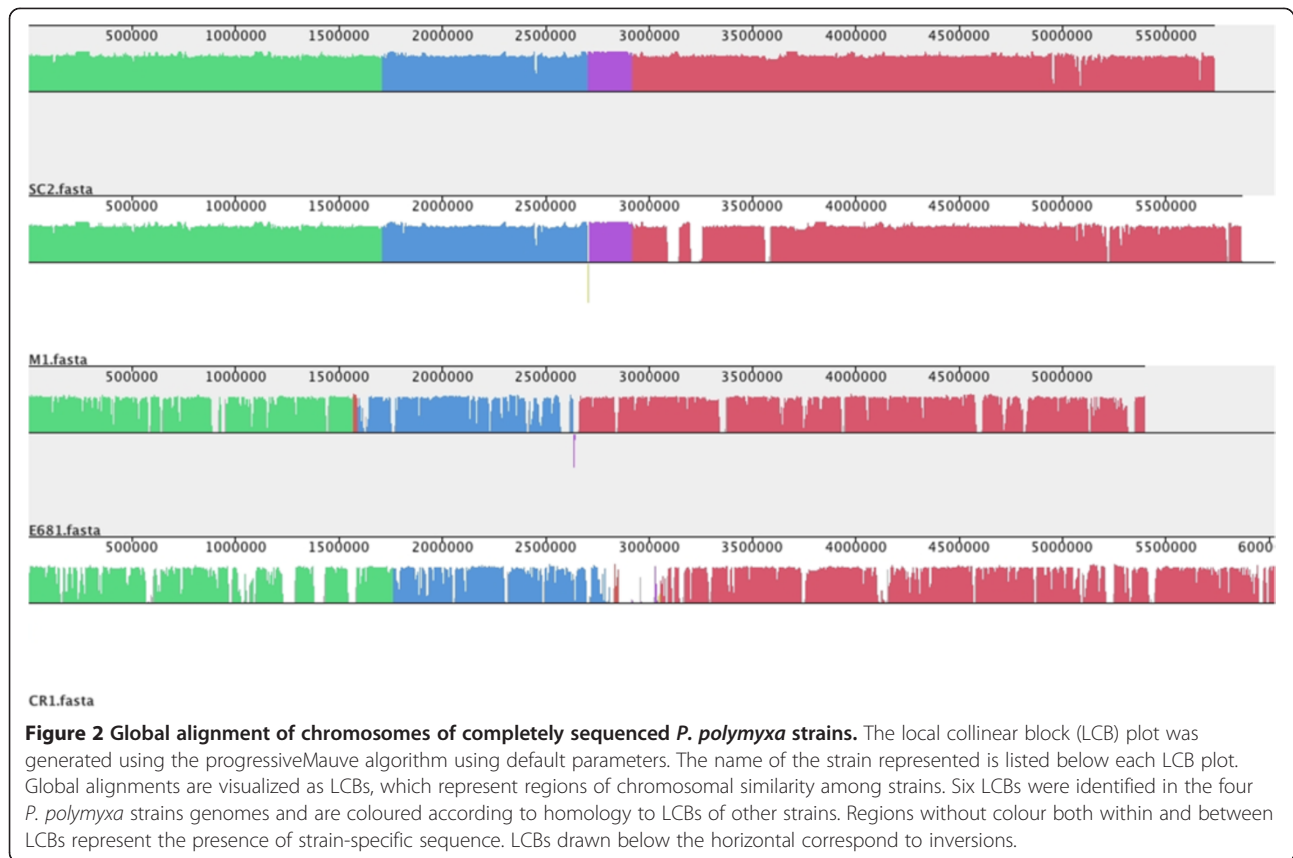 500000 1000000 1500000 2000000 2500000 3000000 3500000 4000000 4500000 5000000 5500000
SC2.fasta
500000 1000000 1500000 2000000 2500000 3000000 3500000 4000000 4500000 5000000 5500000
M1.fasta
500000 1000000 1500000 2000000 2500000 3000000 3500000 4000000 4500000 5000000
E681.fasta
500000 1000000 1500000 2000000 2500000 3000000 3500000 4000000 4500000 5000000 5500000 6000
CR1.fasta
Figure 2 Global alignment of chromosomes of completely sequenced P. polymyxa strains. The local collinear block (LCB) plot was
generated using the progressiveMauve algorithm using default parameters. The name of the strain represented is listed below each LCB plot.
Global alignments are visualized as LCBs, which represent regions of chromosomal similarity among strains. Six LCBs were identified in the four
P. polymyxa strains genomes and are coloured according to homology to LCBs of other strains. Regions without colour both within and between
LCBs represent the presence of strain-specific sequence. LCBs drawn below the horizontal correspond to inversions.